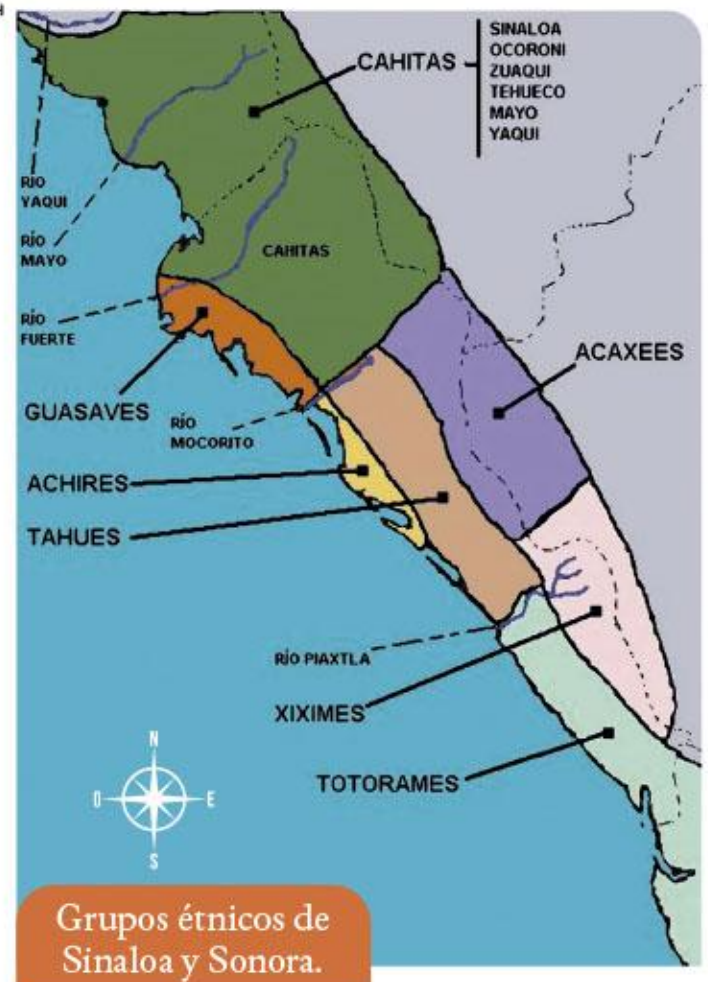 CAHITAS
SINALOA
OCORONI
ZUAQUI
TEHUECO
MAYO
YAQUI
RÍO
YAQUI
RÍO
MAYO
CAHITAS
RÍO
FUERTE
ACAXEES
GUASAVES
RÍO
MOCORITO
ACHIRES
TAHUES
RÍO PIAXTLA
XIXIMES
TOTORAMES
N
O
E
S
Grupos étnicos de
Sinaloa y Sonora.